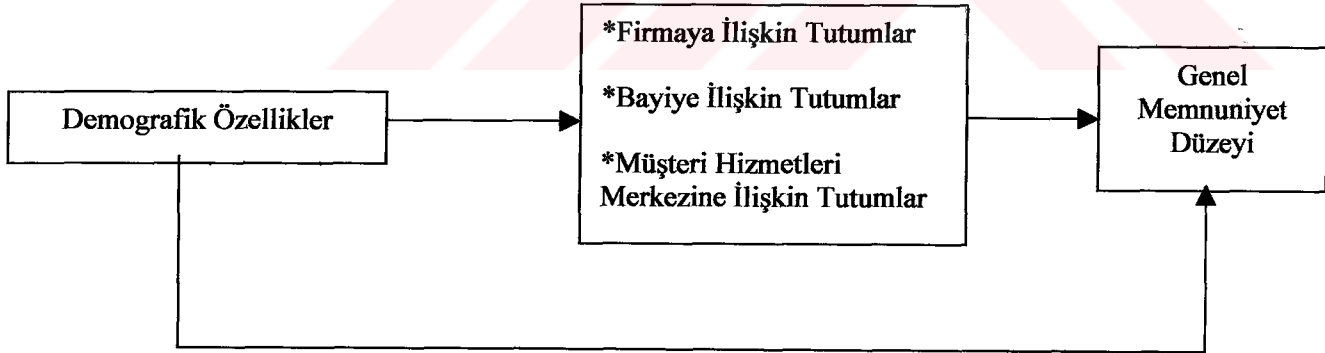 Demografik Özellikler
*Firmaya İlişkin Tutumlar
*Bayiye İlişkin Tutumlar
*Müşteri Hizmetleri
Merkezine İlişkin Tutumlar
Genel
Memnuniyet
Düzeyi